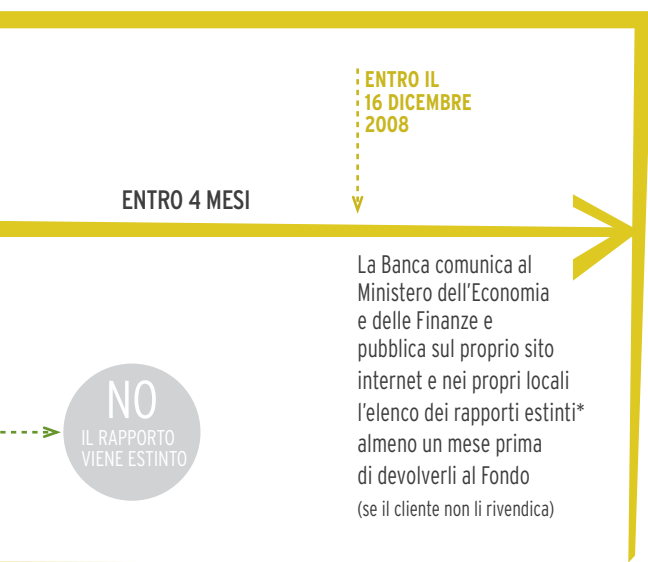 ENTRO IL
16 DICEMBRE
2008
ENTRO 4 MESI
La Banca comunica al
Ministero dell'Economia
e delle Finanze e
pubblica sul proprio sito
internet e nei propri locali
l'elenco dei rapporti estinti*
almeno un mese prima
di devolverli al Fondo
(se il cliente non li rivendica)
NO
IL RAPPORTO
VIENE ESTINTO